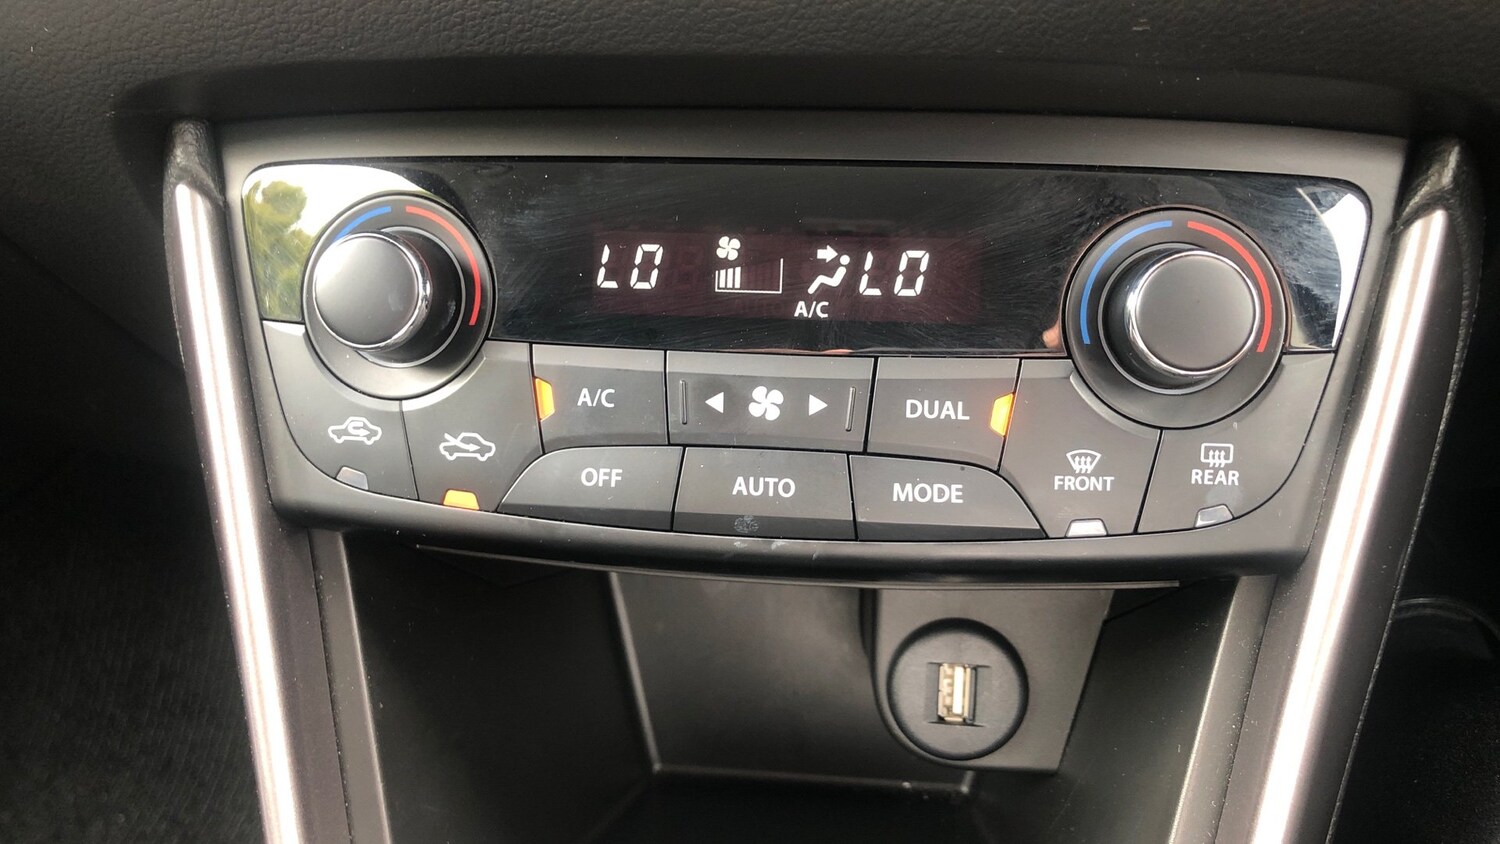 LO LO
A/C
A/C
DUAL
OFF
AUTO
MODE
FRONT
REAR